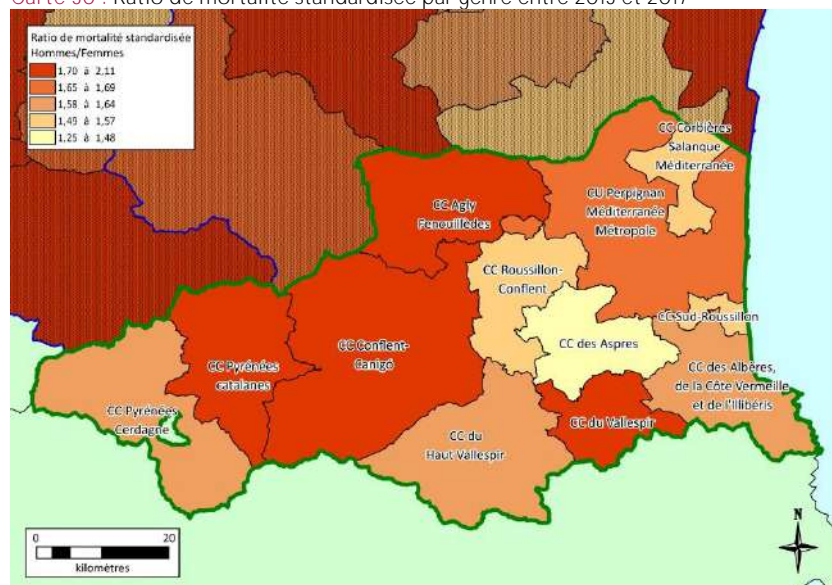 Carte 36 : Ratio de mortalité standardisée par genre entre 2013 et 2017
Ratio de mortalité standardisée
Hommes/Femmes
1,70 à 2,11
1,65 à 1,69
1,58 à 1,64
1,49 à 1,57
1,25 à 1,48
CC Corbières
Salanque
Méditerranée
CC Agly
Fenouillèdes
CU Perpignan
Méditerranée
Métropole
CC Roussillon-
Conflent
CC Sud-Roussillon
CC des Aspres
CC Conflent-
Canigó
CC Pyrénées
catalanes
CC des Albères,
de la Côte Vermeille
et de l'Illibéris
CC Pyrénées
Cerdagne
CC du Vallespir
CC du
Haut Vallespir
N
0 20
kilomètres